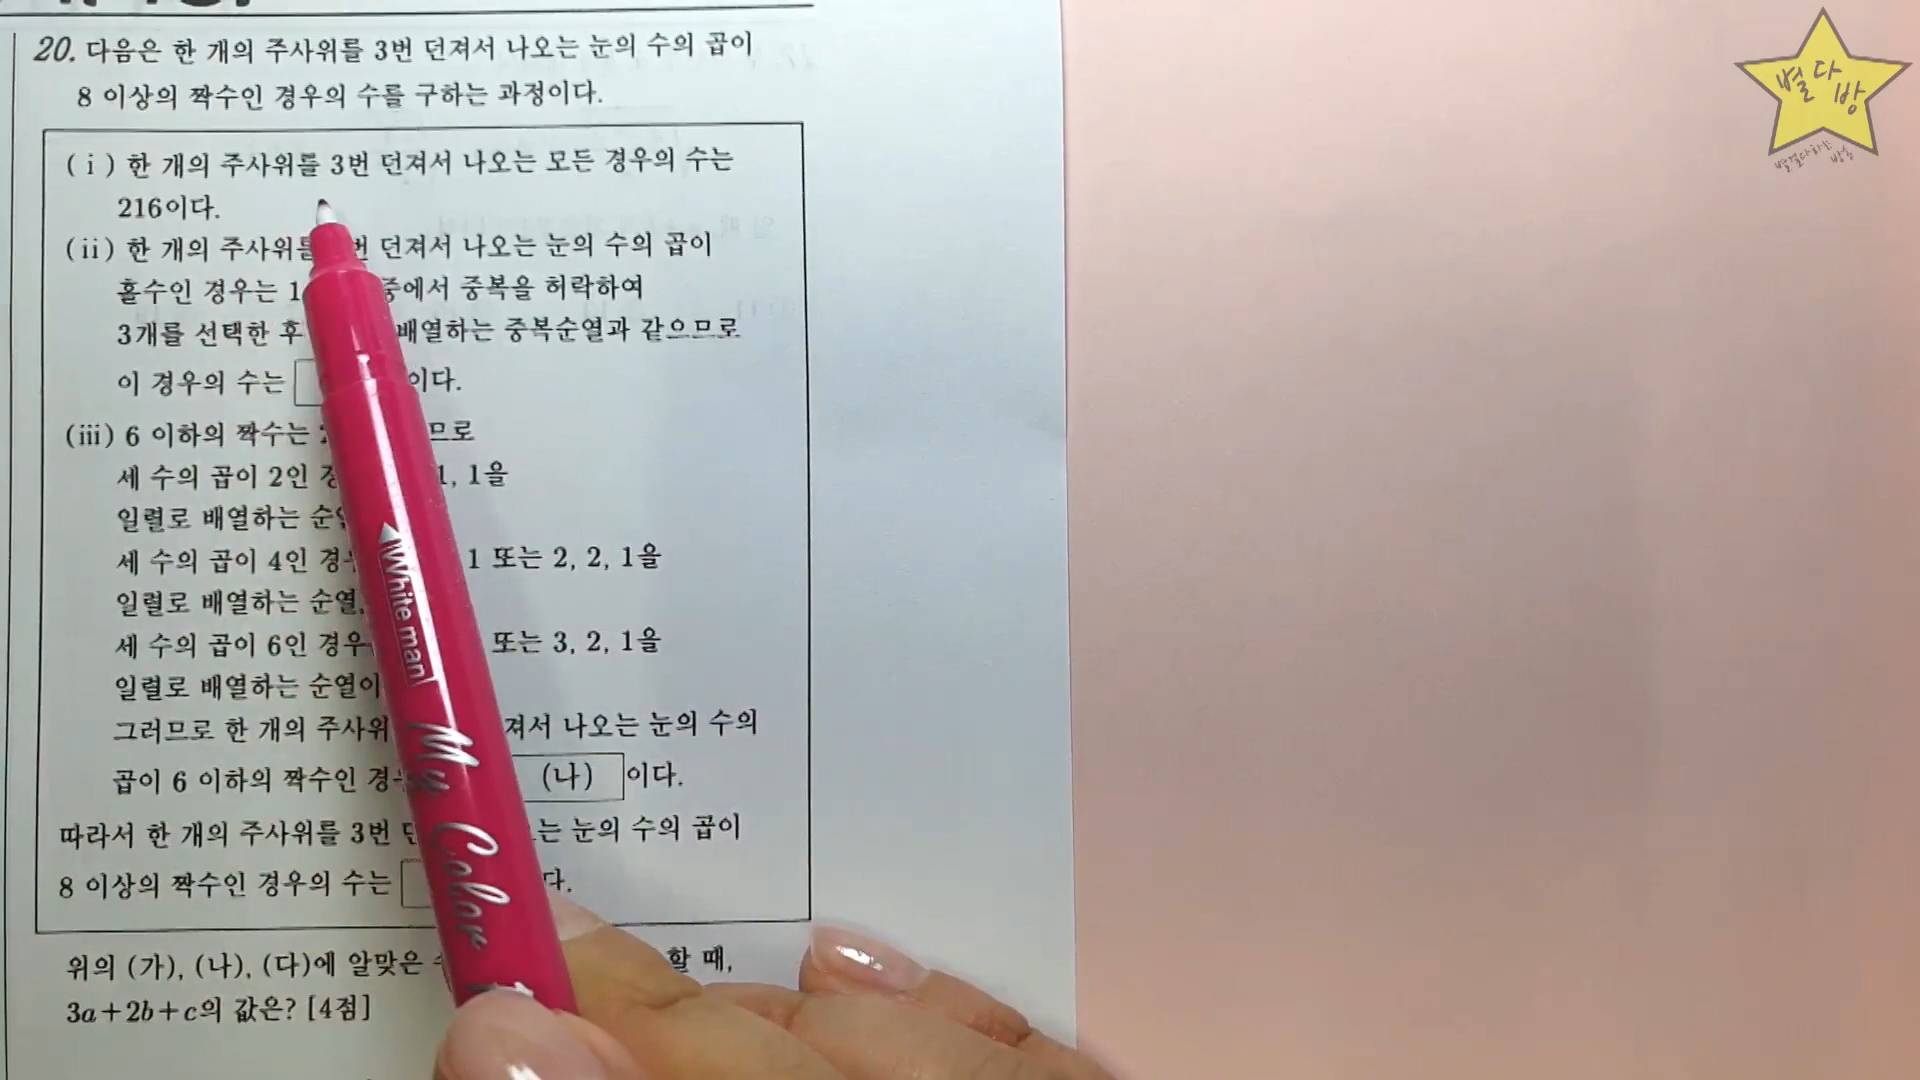 20. 다음은 한 개의 주사위를 3번 던져서 나오는 눈의 수의 곱이
8 이상의 짝수인 경우의 수를 구하는 과정이다.
(ⅰ) 한 개의 주사위를 3번 던져서 나오는 모든 경우의 수는
216이다.
(ⅱ) 한 개의 주사위를 번 던져서 나오는 눈의 수의 곱이
홀수인 경우는 1 중에서 중복을 허락하여
3개를 선택한 후 배열하는 중복순열과 같으므로
이 경우의 수는 이다.
(ⅲ) 6 이하의 짝수는 므로
세 수의 곱이 2인 1, 1을
일렬로 배열하는
세 수의 곱이 4인 경우 1 또는 2, 2, 1을
일렬로 배열하는 순열,
세 수의 곱이 6인 경우 또는 3, 2, 1을
일렬로 배열하는 순열이
그러므로 한 개의 주사위 져서 나오는 눈의 수의
곱이 6 이하의 짝수인 경 (나) 이다.
따라서 한 개의 주사위를 3번 는 눈의 수의 곱이
8 이상의 짝수인 경우의 수는 다.
위의 (가), (나), (다)에 알맞은 할 때,
3a+2b+c의 값은? [4점]
White man
My Color
별다방
별걸다하는
방송